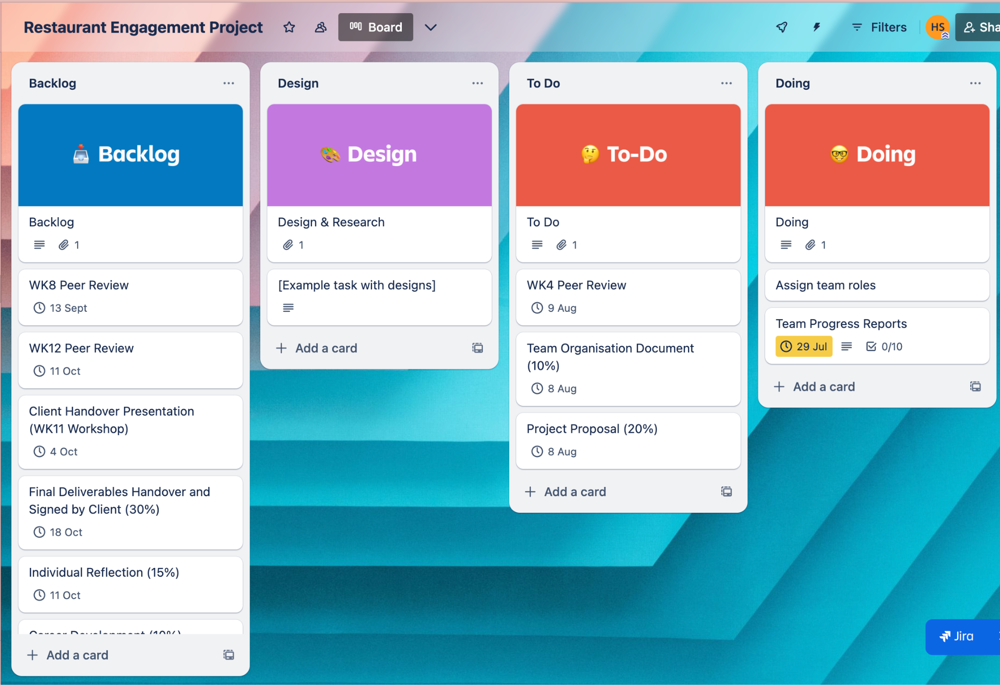 Restaurant Engagement Project
Board
Filters
HS
Sha
Backlog
Backlog
Backlog
1
WK8 Peer Review
13 Sept
WK12 Peer Review
11 Oct
Client Handover Presentation
(WK11 Workshop)
4 Oct
Final Deliverables Handover and
Signed by Client (30%)
18 Oct
Individual Reflection (15%)
11 Oct
Career Development (10%)
Add a card
Design
Design
Design & Research
1
[Example task with designs]
Add a card
To Do
To-Do
To Do
1
WK4 Peer Review
9 Aug
Team Organisation Document
(10%)
8 Aug
Project Proposal (20%)
8 Aug
Add a card
Doing
Doing
Doing
1
Assign team roles
Team Progress Reports
29 Jul
0/10
Add a card
Jira